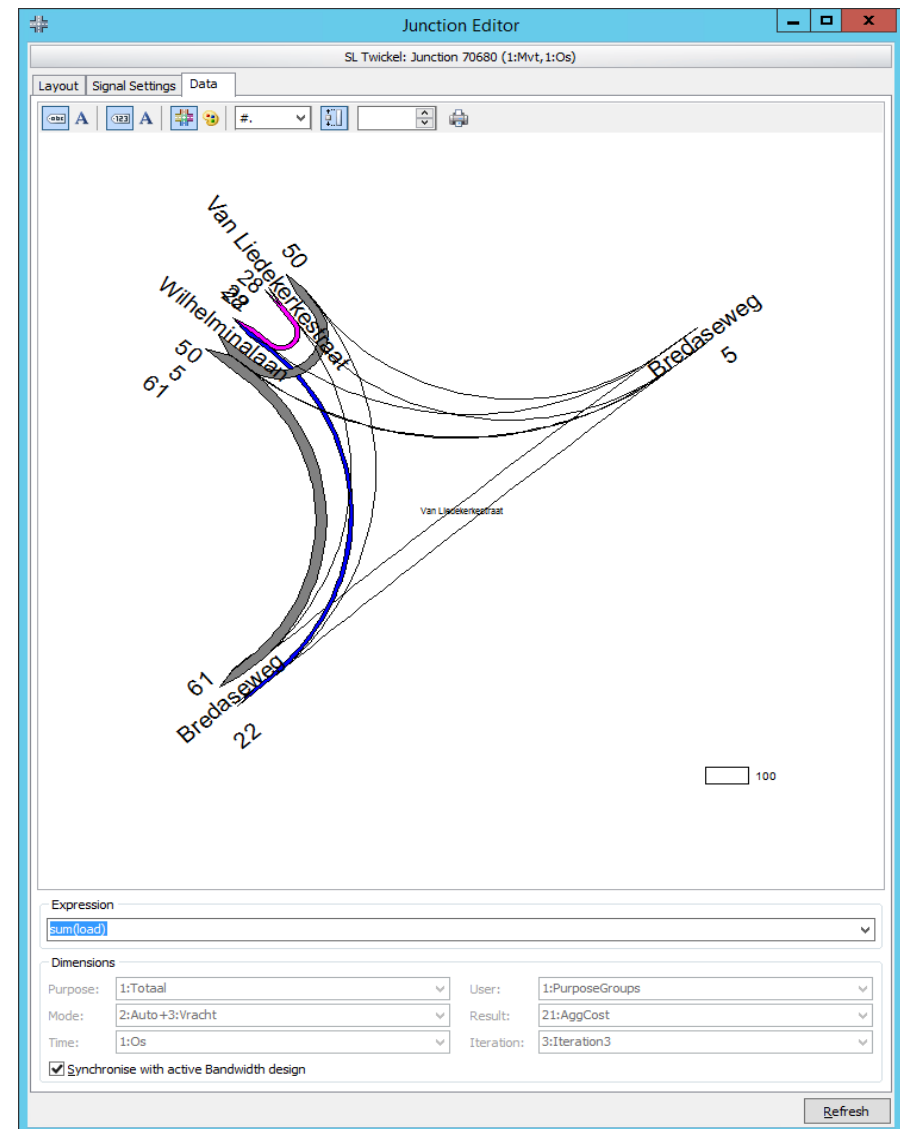 Junction Editor
SL Twickel: Junction 70680 (1:Mvt,1:Os)
Layout Signal Settings Data
abc A 123 A #.
Van Liedekerkestraat
50
28
28
Wilhelminalaan
50
5
61
Bredaseweg
5
Van Liedekerkestraat
61
Bredaseweg
22
100
Expression
sum(load)
Dimensions
Purpose: 1:Totaal User: 1:PurposeGroups
Mode: 2:Auto+3:Vracht Result: 21:AggCost
Time: 1:Os Iteration: 3:Iteration3
Synchronise with active Bandwidth design
Refresh